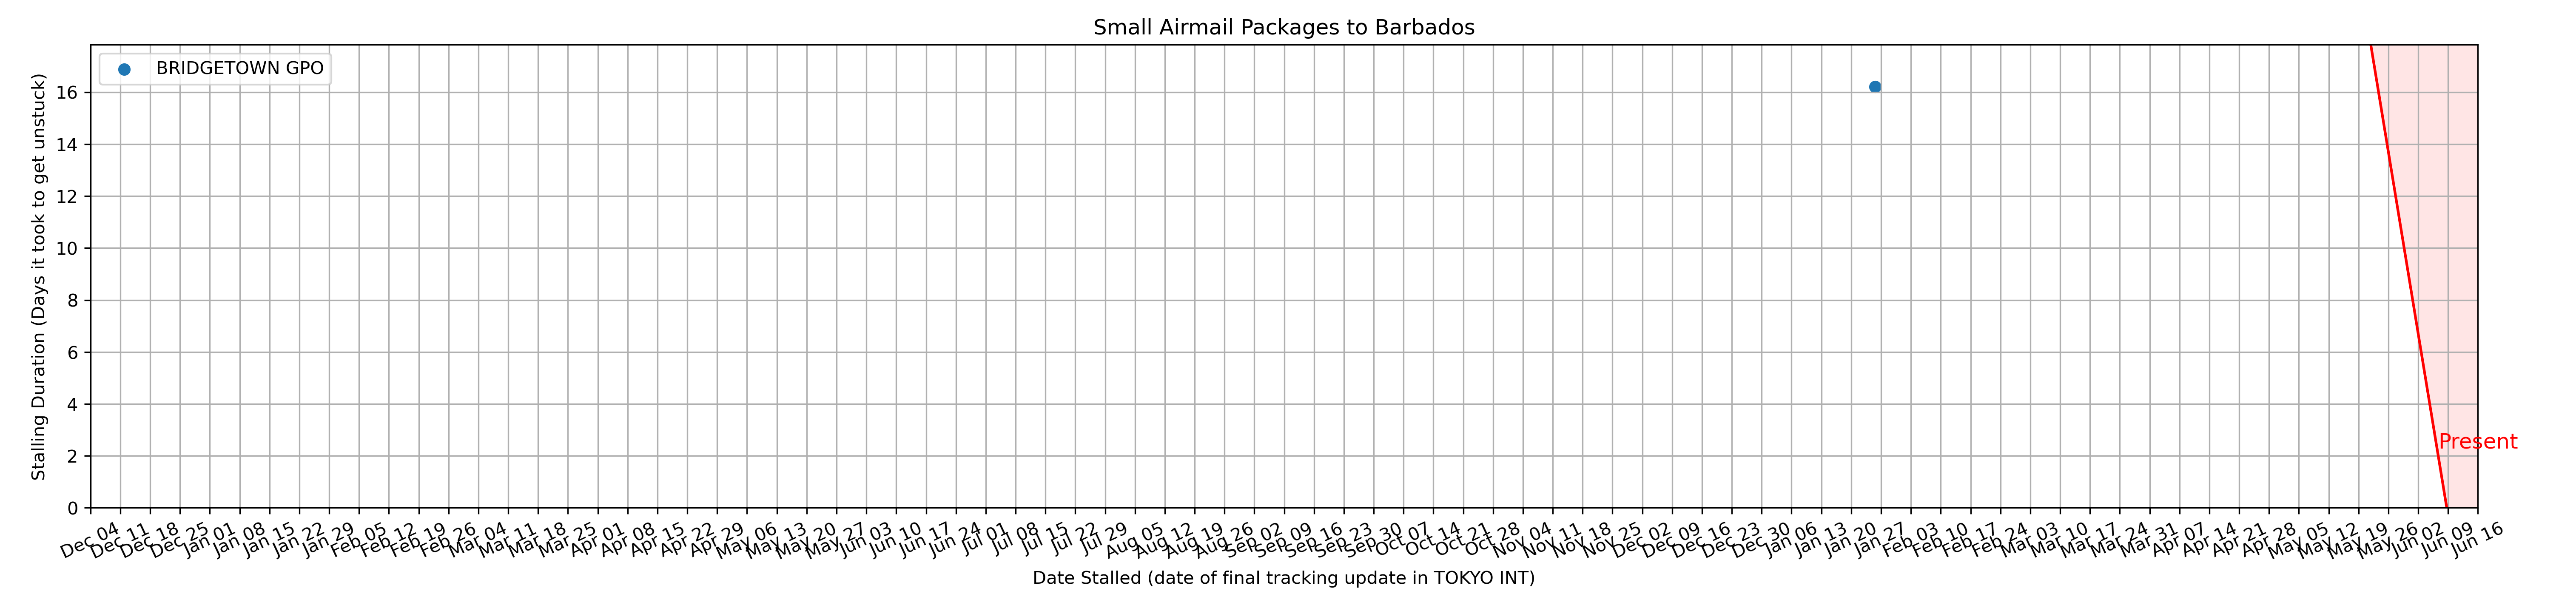 Small Airmail Packages to Barbados
BRIDGETOWN GPO
Stalling Duration (Days it took to get unstuck)
16
14
12
10
8
6
4
2
0
Present
Dec 04 Dec 11 Dec 18 Dec 25 Jan 01 Jan 08 Jan 15 Jan 22 Jan 29 Feb 05 Feb 12 Feb 19 Feb 26 Mar 04 Mar 11 Mar 18 Mar 25 Apr 01 Apr 08 Apr 15 Apr 22 Apr 29 May 06 May 13 May 20 May 27 Jun 03 Jun 10 Jun 17 Jun 24 Jul 01 Jul 08 Jul 15 Jul 22 Jul 29 Aug 05 Aug 12 Aug 19 Aug 26 Sep 02 Sep 09 Sep 16 Sep 23 Sep 30 Oct 07 Oct 14 Oct 21 Oct 28 Nov 04 Nov 11 Nov 18 Nov 25 Dec 02 Dec 09 Dec 16 Dec 23 Dec 30 Jan 06 Jan 13 Jan 20 Jan 27 Feb 03 Feb 10 Feb 17 Feb 24 Mar 03 Mar 10 Mar 17 Mar 24 Mar 31 Apr 07 Apr 14 Apr 21 Apr 28 May 05 May 12 May 19 May 26 Jun 02 Jun 09 Jun 16
Date Stalled (date of final tracking update in TOKYO INT)